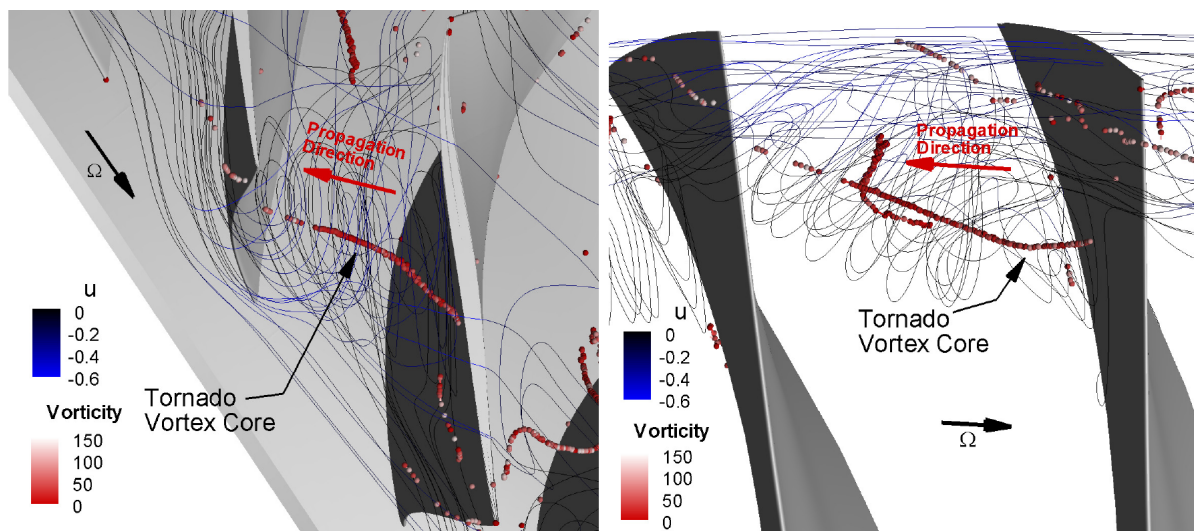 Propagation
Direction
Ω
u
0
-0.2
-0.4
-0.6
Tornado
Vortex Core
Vorticity
150
100
50
0
Propagation
Direction
u
0
-0.2
-0.4
-0.6
Tornado
Vortex Core
Vorticity
150
100
50
0
Ω